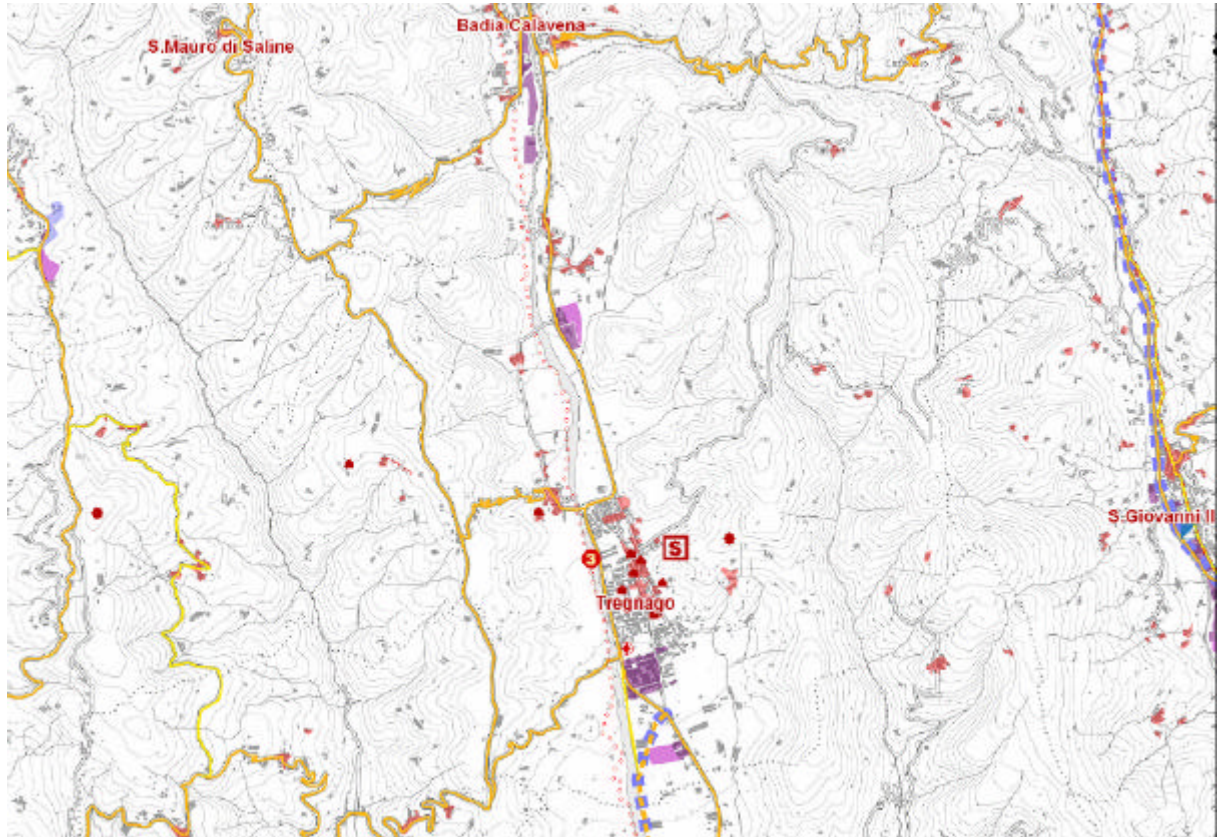 Badia Calavena
S.Mauro di Saline
S.Giovanni Il
3
S
Tregnago